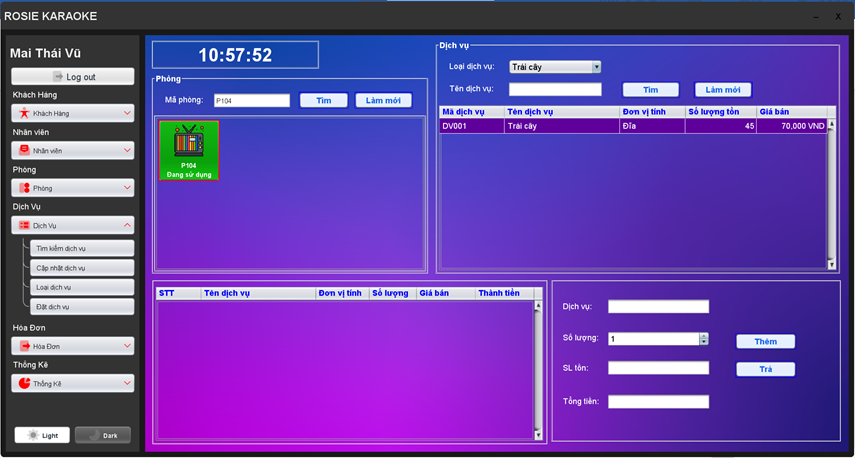 ROSIE KARAOKE
Mai Thái Vũ
Log out
Khách Hàng
Khách Hàng
Nhân viên
Nhân viên
Phòng
Phòng
Dịch Vụ
Dịch Vụ
Tìm kiếm dịch vụ
Cập nhật dịch vụ
Loại dịch vụ
Đặt dịch vụ
Hóa Đơn
Hóa Đơn
Thống Kê
Thống Kê
Light Dark
10:57:52
Phòng
Mã phòng: P104 Tìm Làm mới
P104
Đang sử dụng
Dịch vụ
Loại dịch vụ: Trái cây
Tên dịch vụ: Tìm Làm mới
Mã dịch vụ Tên dịch vụ Đơn vị tính Số lượng tồn Giá bán
DV001 Trái cây Đĩa 45 70,000 VND
STT Tên dịch vụ Đơn vị tính Số lượng Giá bán Thành tiền
Dịch vụ:
Số lượng: 1 Thêm
SL tồn: Trả
Tổng tiền: